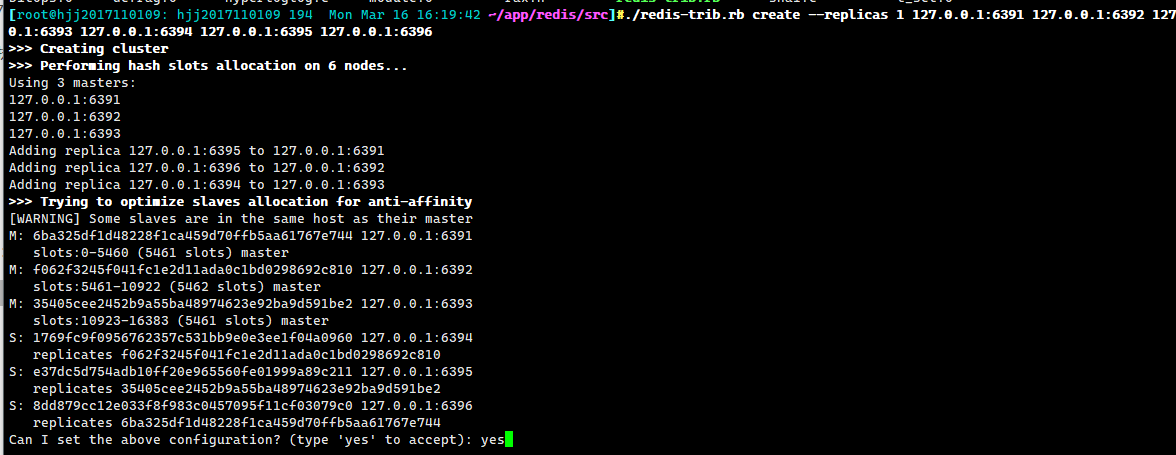 [root@hjj2017110109: hjj2017110109 194  Mon Mar 16 16:19:42 ~/app/redis/src]#./redis-trib.rb create --replicas 1 127.0.0.1:6391 127.0.0.1:6392 127.0.
0.1:6393 127.0.0.1:6394 127.0.0.1:6395 127.0.0.1:6396
>>> Creating cluster
>>> Performing hash slots allocation on 6 nodes...
Using 3 masters:
127.0.0.1:6391
127.0.0.1:6392
127.0.0.1:6393
Adding replica 127.0.0.1:6395 to 127.0.0.1:6391
Adding replica 127.0.0.1:6396 to 127.0.0.1:6392
Adding replica 127.0.0.1:6394 to 127.0.0.1:6393
>>> Trying to optimize slaves allocation for anti-affinity
[WARNING] Some slaves are in the same host as their master
M: 6ba325df1d48228f1ca459d70ffb5aa61767e744 127.0.0.1:6391
   slots:0-5460 (5461 slots) master
M: f062f3245f041fc1e2d11ada0c1bd0298692c810 127.0.0.1:6392
   slots:5461-10922 (5462 slots) master
M: 35405cee2452b9a55ba48974623e92ba9d591be2 127.0.0.1:6393
   slots:10923-16383 (5461 slots) master
S: 1769fc9f0956762357c531bb9e0e3ee1f04a0960 127.0.0.1:6394
   replicates f062f3245f041fc1e2d11ada0c1bd0298692c810
S: e37dc5d754adb10ff20e965560fe01999a89c211 127.0.0.1:6395
   replicates 35405cee2452b9a55ba48974623e92ba9d591be2
S: 8dd879cc12e033f8f983c0457095f11cf03079c0 127.0.0.1:6396
   replicates 6ba325df1d48228f1ca459d70ffb5aa61767e744
Can I set the above configuration? (type 'yes' to accept): yes